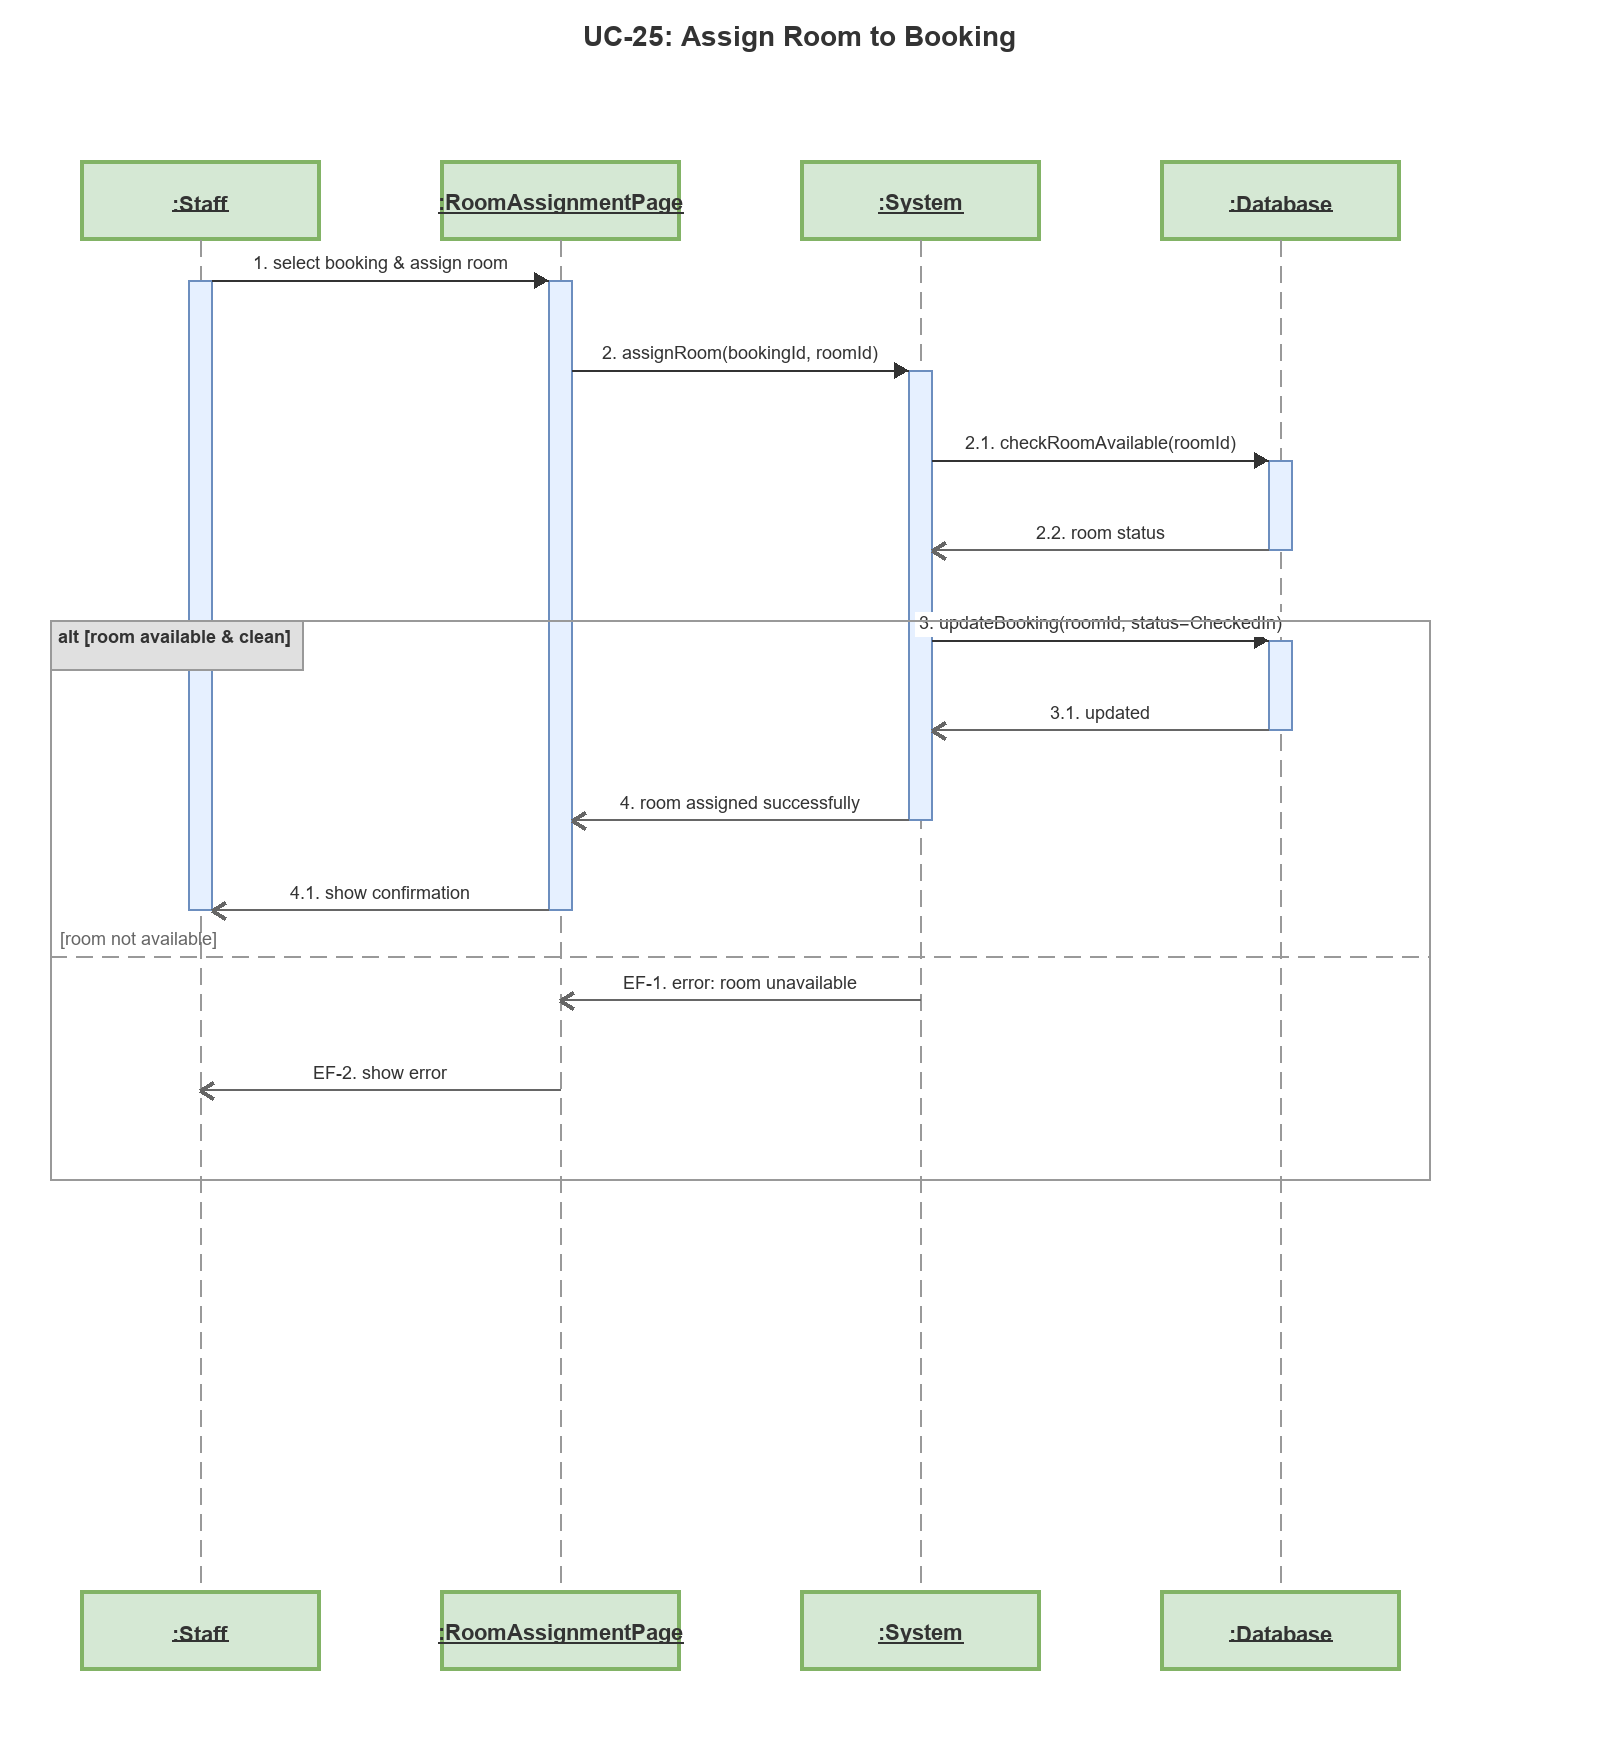 UC-25: Assign Room to Booking
:Staff
:RoomAssignmentPage
:System
:Database
1. select booking & assign room
2. assignRoom(bookingId, roomId)
2.1. checkRoomAvailable(roomId)
2.2. room status
3. updateBooking(roomId, status=CheckedIn)
alt [room available & clean]
3.1. updated
4. room assigned successfully
4.1. show confirmation
[room not available]
EF-1. error: room unavailable
EF-2. show error
:Staff
:RoomAssignmentPage
:System
:Database